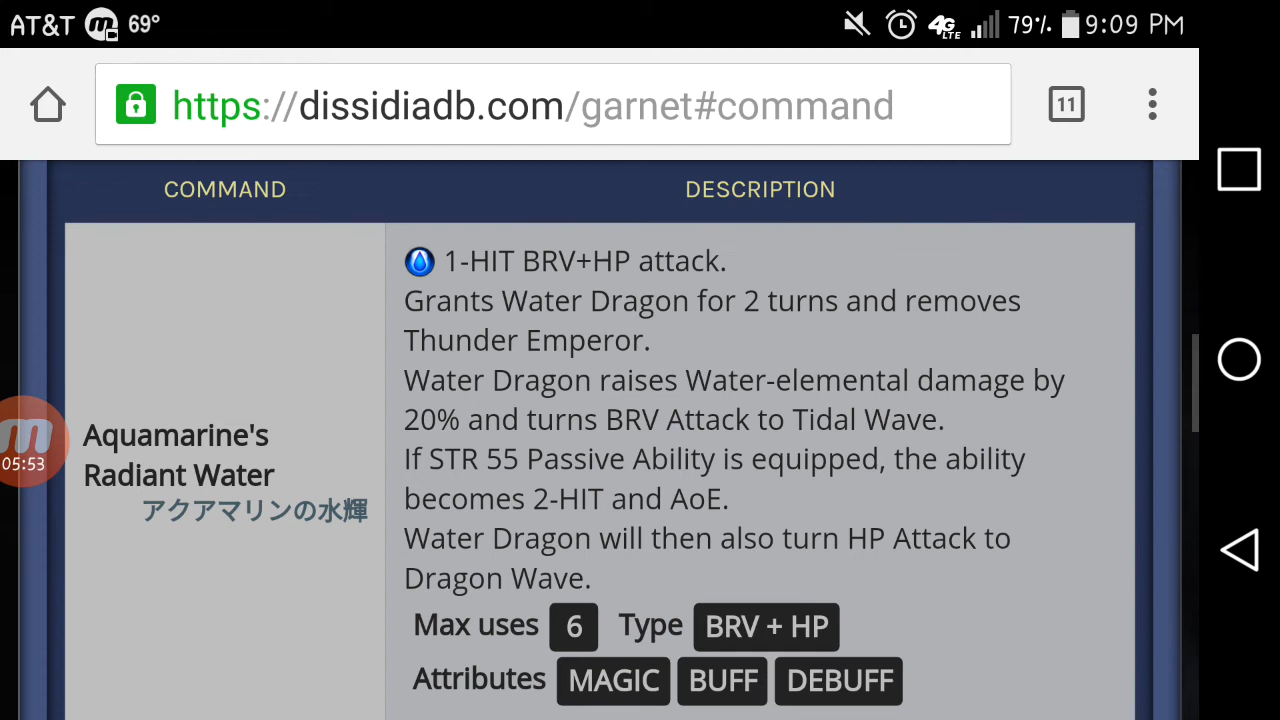 AT&T m 69° 79% 9:09 PM
https://dissidiadb.com/garnet#command 11
COMMAND DESCRIPTION
1-HIT BRV+HP attack.
Grants Water Dragon for 2 turns and removes
Thunder Emperor.
Water Dragon raises Water-elemental damage by
20% and turns BRV Attack to Tidal Wave.
If STR 55 Passive Ability is equipped, the ability
becomes 2-HIT and AoE.
Water Dragon will then also turn HP Attack to
Dragon Wave.
Max uses 6 Type BRV + HP
Attributes MAGIC BUFF DEBUFF
Aquamarine's
Radiant Water
アクアマリンの水輝
05:53
4G LTE